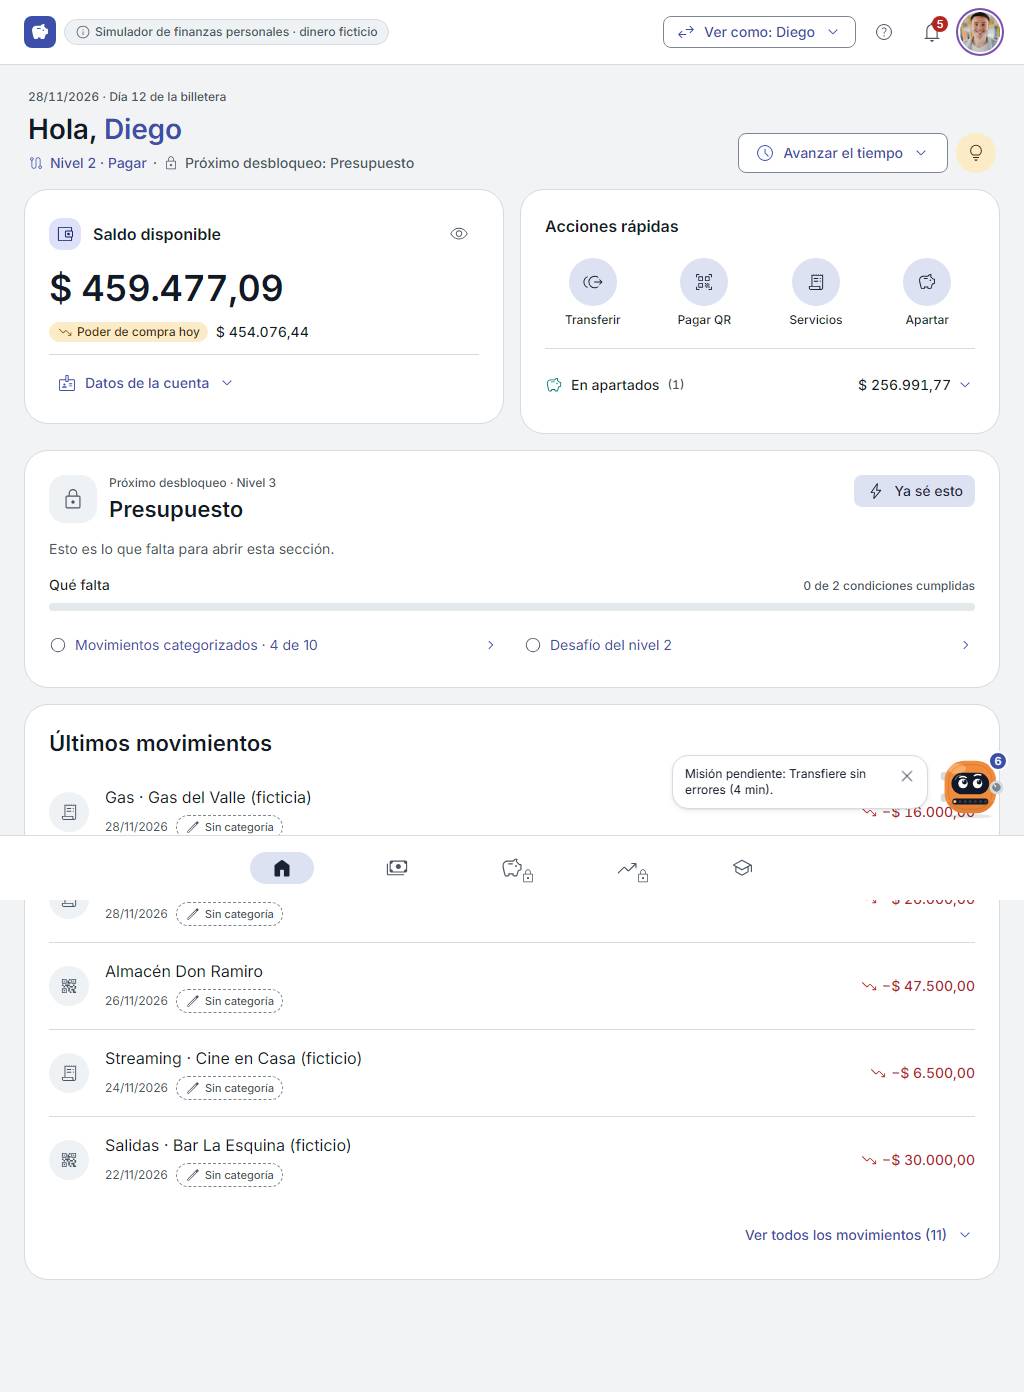 Simulador de finanzas personales · dinero ficticio
Ver como: Diego
5
28/11/2026 · Día 12 de la billetera
Hola, Diego
Nivel 2 · Pagar · Próximo desbloqueo: Presupuesto
Avanzar el tiempo
Saldo disponible
$ 459.477,09
Poder de compra hoy $ 454.076,44
Datos de la cuenta
Acciones rápidas
Transferir
Pagar QR
Servicios
Apartar
En apartados (1) $ 256.991,77
Próximo desbloqueo · Nivel 3
Presupuesto
Ya sé esto
Esto es lo que falta para abrir esta sección.
Qué falta
0 de 2 condiciones cumplidas
Movimientos categorizados · 4 de 10
Desafío del nivel 2
Últimos movimientos
Misión pendiente: Transfiere sin
errores (4 min).
6
Gas · Gas del Valle (ficticia)
28/11/2026 Sin categoría
−$ 16.000,00
28/11/2026 Sin categoría
Almacén Don Ramiro
26/11/2026 Sin categoría
−$ 47.500,00
Streaming · Cine en Casa (ficticio)
24/11/2026 Sin categoría
−$ 6.500,00
Salidas · Bar La Esquina (ficticio)
22/11/2026 Sin categoría
−$ 30.000,00
Ver todos los movimientos (11)